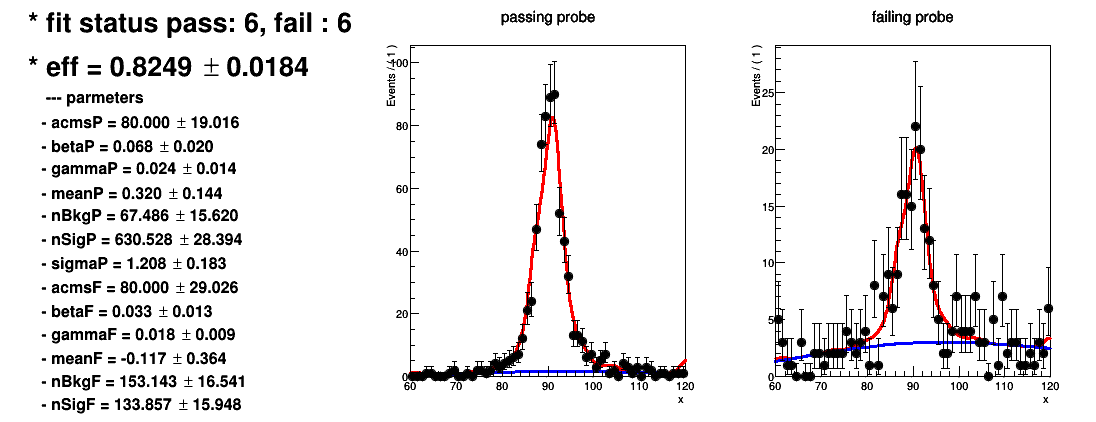 * fit status pass: 6, fail : 6
* eff = 0.8249 ± 0.0184
--- parmeters
- acmsP = 80.000 ± 19.016
- betaP = 0.068 ± 0.020
- gammaP = 0.024 ± 0.014
- meanP = 0.320 ± 0.144
- nBkgP = 67.486 ± 15.620
- nSigP = 630.528 ± 28.394
- sigmaP = 1.208 ± 0.183
- acmsF = 80.000 ± 29.026
- betaF = 0.033 ± 0.013
- gammaF = 0.018 ± 0.009
- meanF = -0.117 ± 0.364
- nBkgF = 153.143 ± 16.541
- nSigF = 133.857 ± 15.948
passing probe
Events / ( 1 )
100
80
60
40
20
0
60 70 80 90 100 110 120
x
failing probe
Events / ( 1 )
25
20
15
10
5
0
60 70 80 90 100 110 120
x